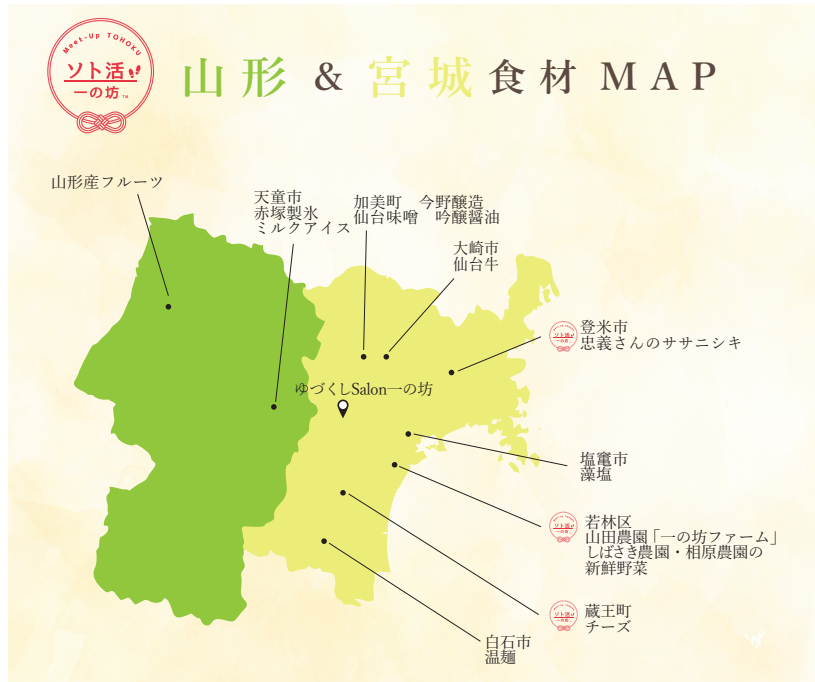 Meet-Up TOHOKU
ソト活
一の坊 TM
山形 & 宮城 食材 MAP
山形産フルーツ
天童市
赤塚製氷
ミルクアイス
加美町　今野醸造
仙台味噌　吟醸醤油
大崎市
仙台牛
登米市
忠義さんのササニシキ
ゆづくしSalon一の坊
塩竃市
藻塩
若林区
山田農園「一の坊ファーム」
しばさき農園・相原農園の
新鮮野菜
蔵王町
チーズ
白石市
温麺